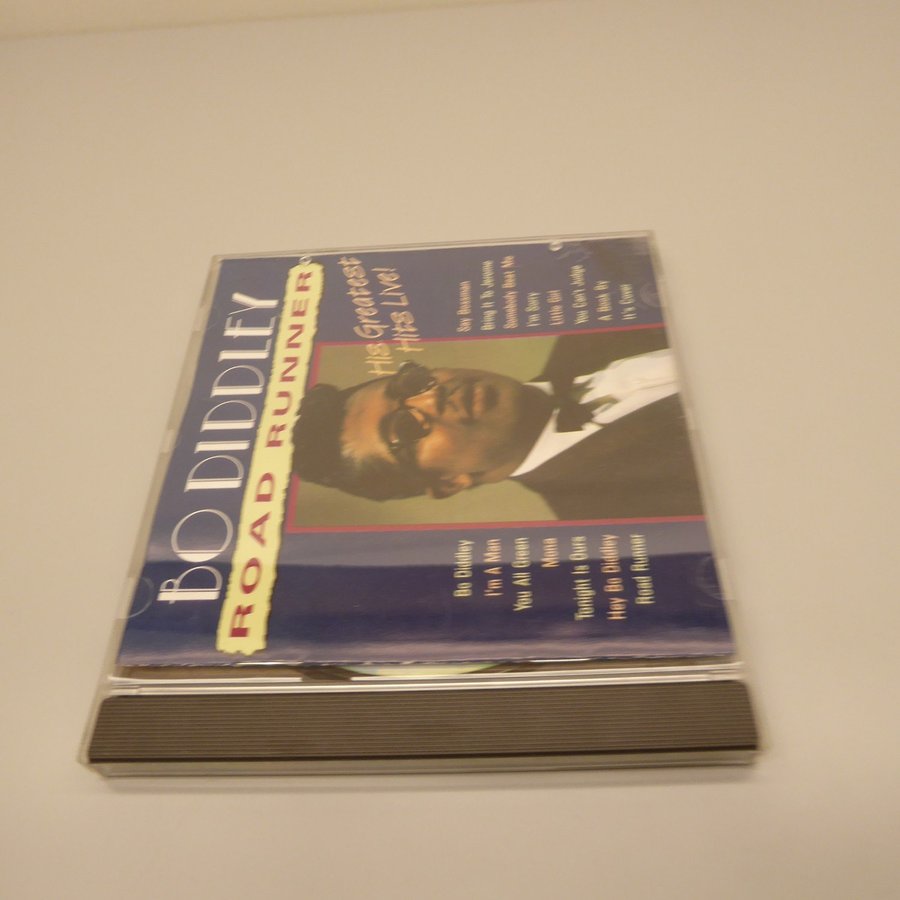 BO DIDDLEY
ROAD RUNNER
His Greatest
Hits Live!
Bo Diddley
I'm A Man
You All Green
Mona
Tonight Is Ours
Hey Bo Diddley
Road Runner
Say Bossman
Bring It To Jerome
Somebody Beat Me
I'm Sorry
Little Girl
You Can't Judge
A Book By
It's Cover